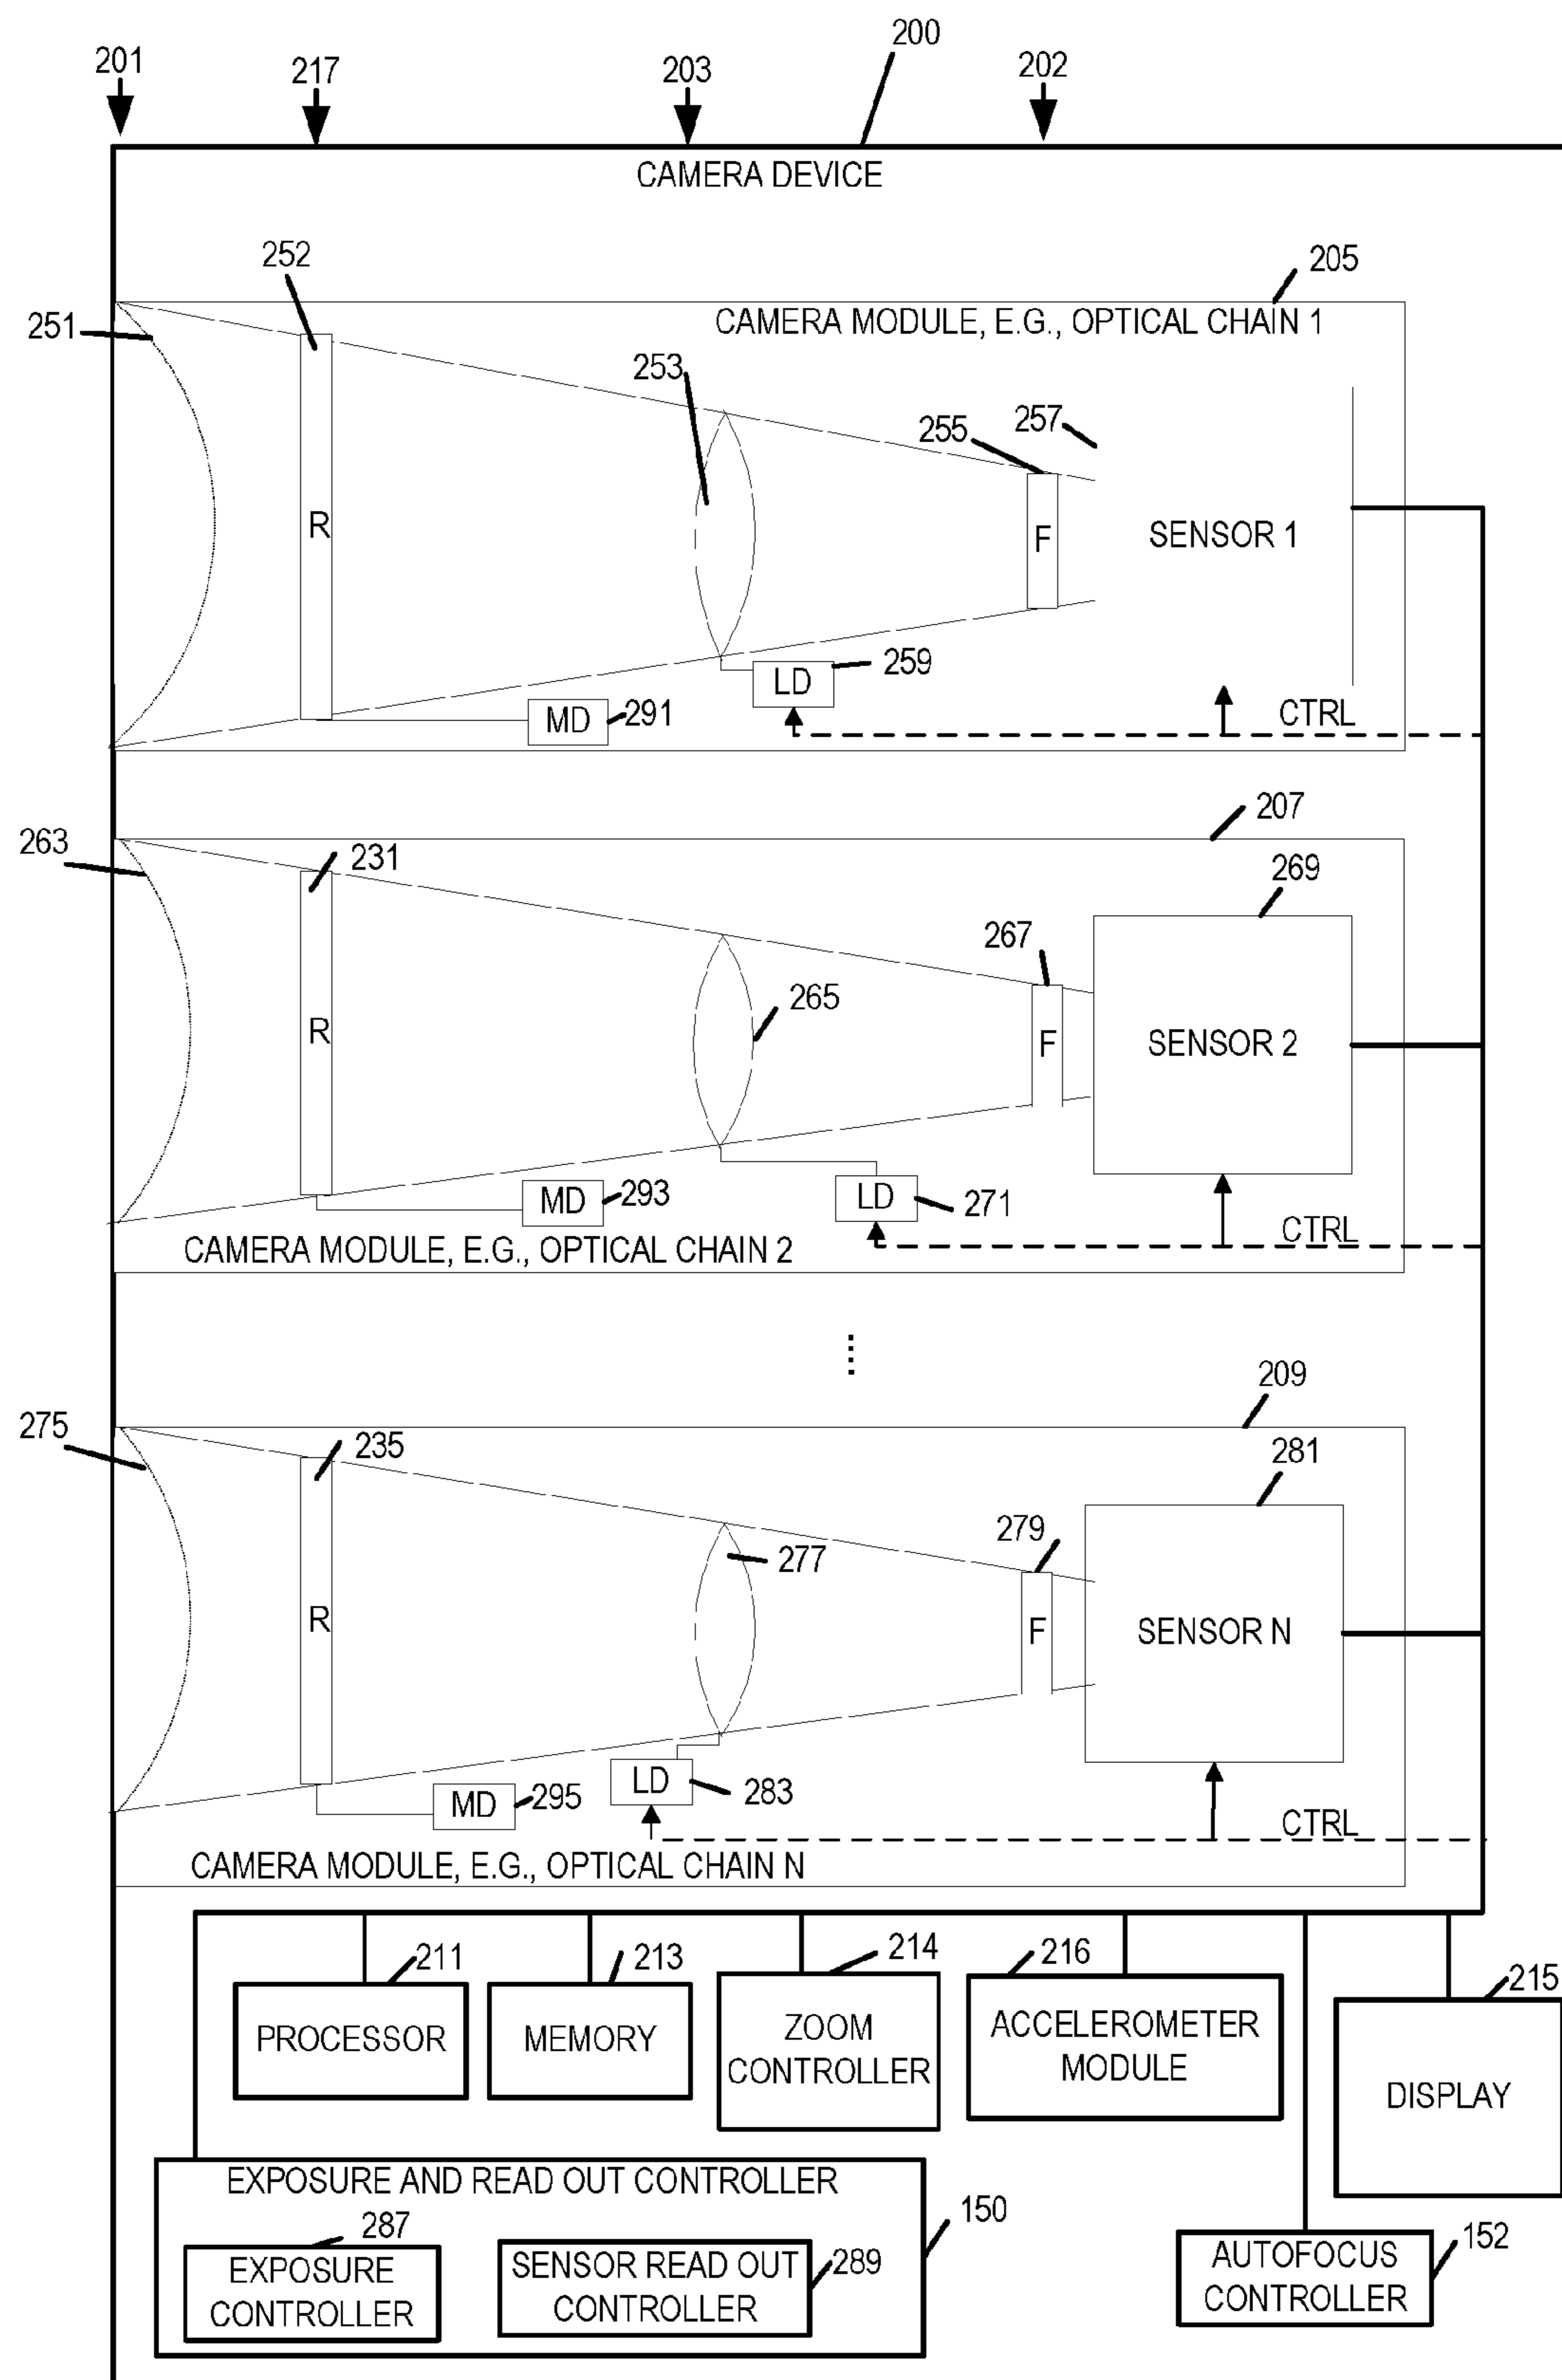 200
201
217
203
202
CAMERA DEVICE
252
205
251
CAMERA MODULE, E.G., OPTICAL CHAIN 1
253
257
255
R
F
SENSOR 1
259
LD
MD
291
CTRL
207
263
231
269
267
265
R
F
SENSOR 2
MD
293
LD
271
CTRL
CAMERA MODULE, E.G., OPTICAL CHAIN 2
209
275
235
281
279
277
R
F
SENSOR N
LD
283
MD
295
CTRL
CAMERA MODULE, E.G., OPTICAL CHAIN N
211
213
214
216
215
PROCESSOR
MEMORY
ZOOM
CONTROLLER
ACCELEROMETER
MODULE
DISPLAY
EXPOSURE AND READ OUT CONTROLLER
150
287
EXPOSURE
CONTROLLER
SENSOR READ OUT
CONTROLLER
289
AUTOFOCUS
CONTROLLER
152